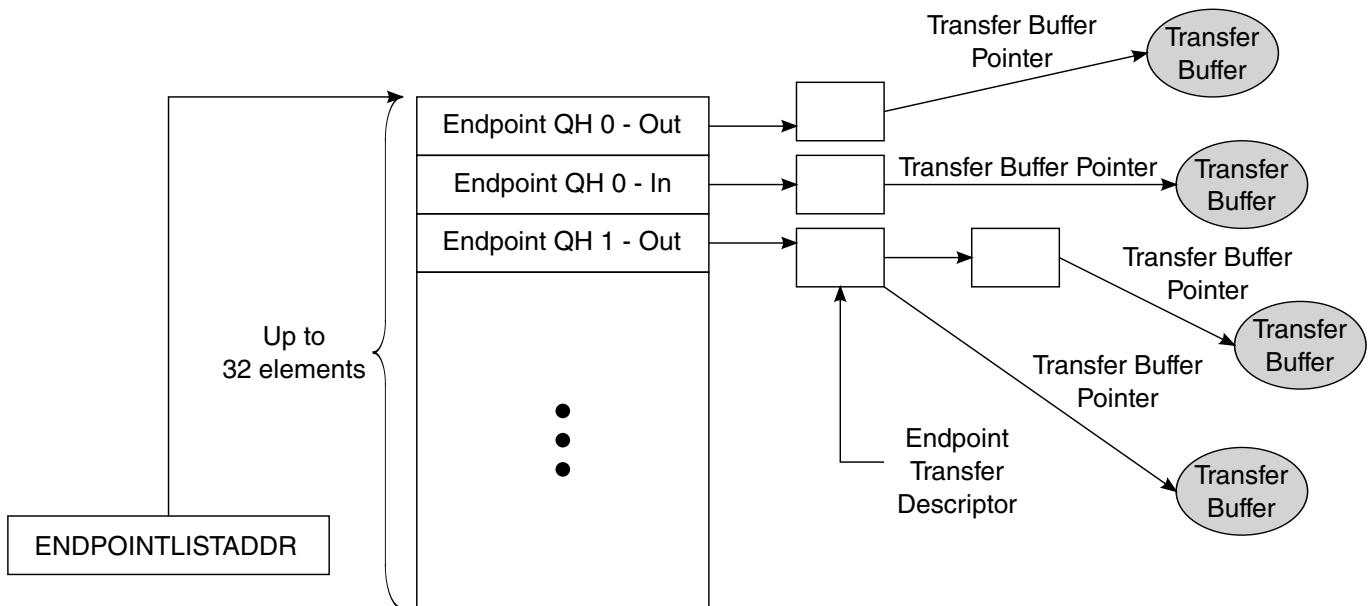 Transfer Buffer
Pointer
Transfer
Buffer
Endpoint QH 0 - Out
Endpoint QH 0 - In
Transfer Buffer Pointer
Transfer
Buffer
Endpoint QH 1 - Out
Transfer Buffer
Pointer
Transfer
Buffer
Up to
32 elements
Transfer Buffer
Pointer
Endpoint
Transfer
Descriptor
Transfer
Buffer
ENDPOINTLISTADDR